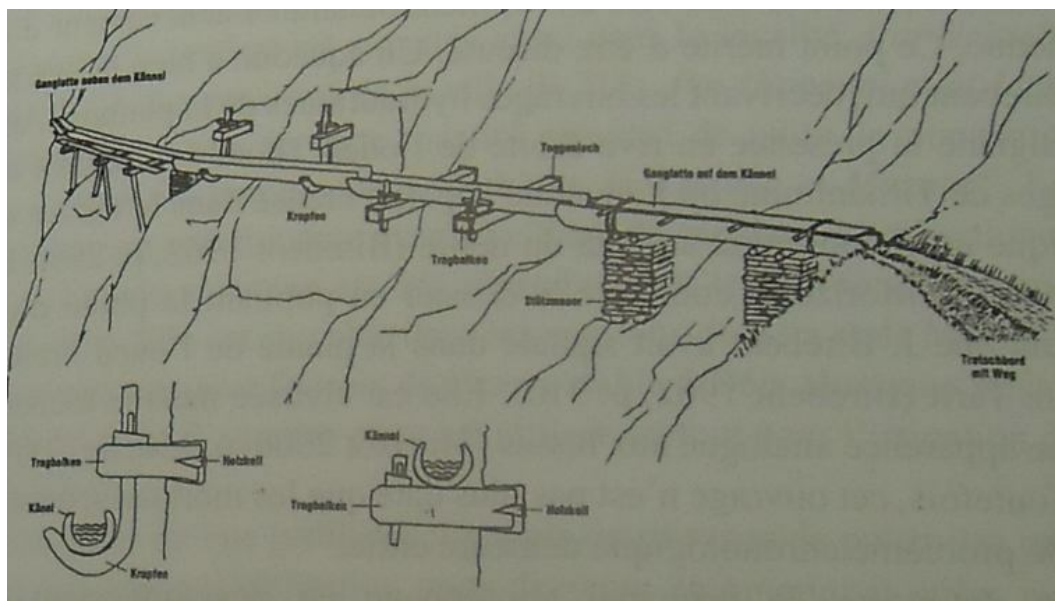 Ganglatte neben dem Kännel
Toggenloch
Ganglatte auf dem Kännel
Krapfen
Tragbalken
Stützmauer
Tretschbord
mit Weg
Tragbalken
Holzkeil
Kännel
Krapfen
Kännel
Tragbalken
Holzkeil